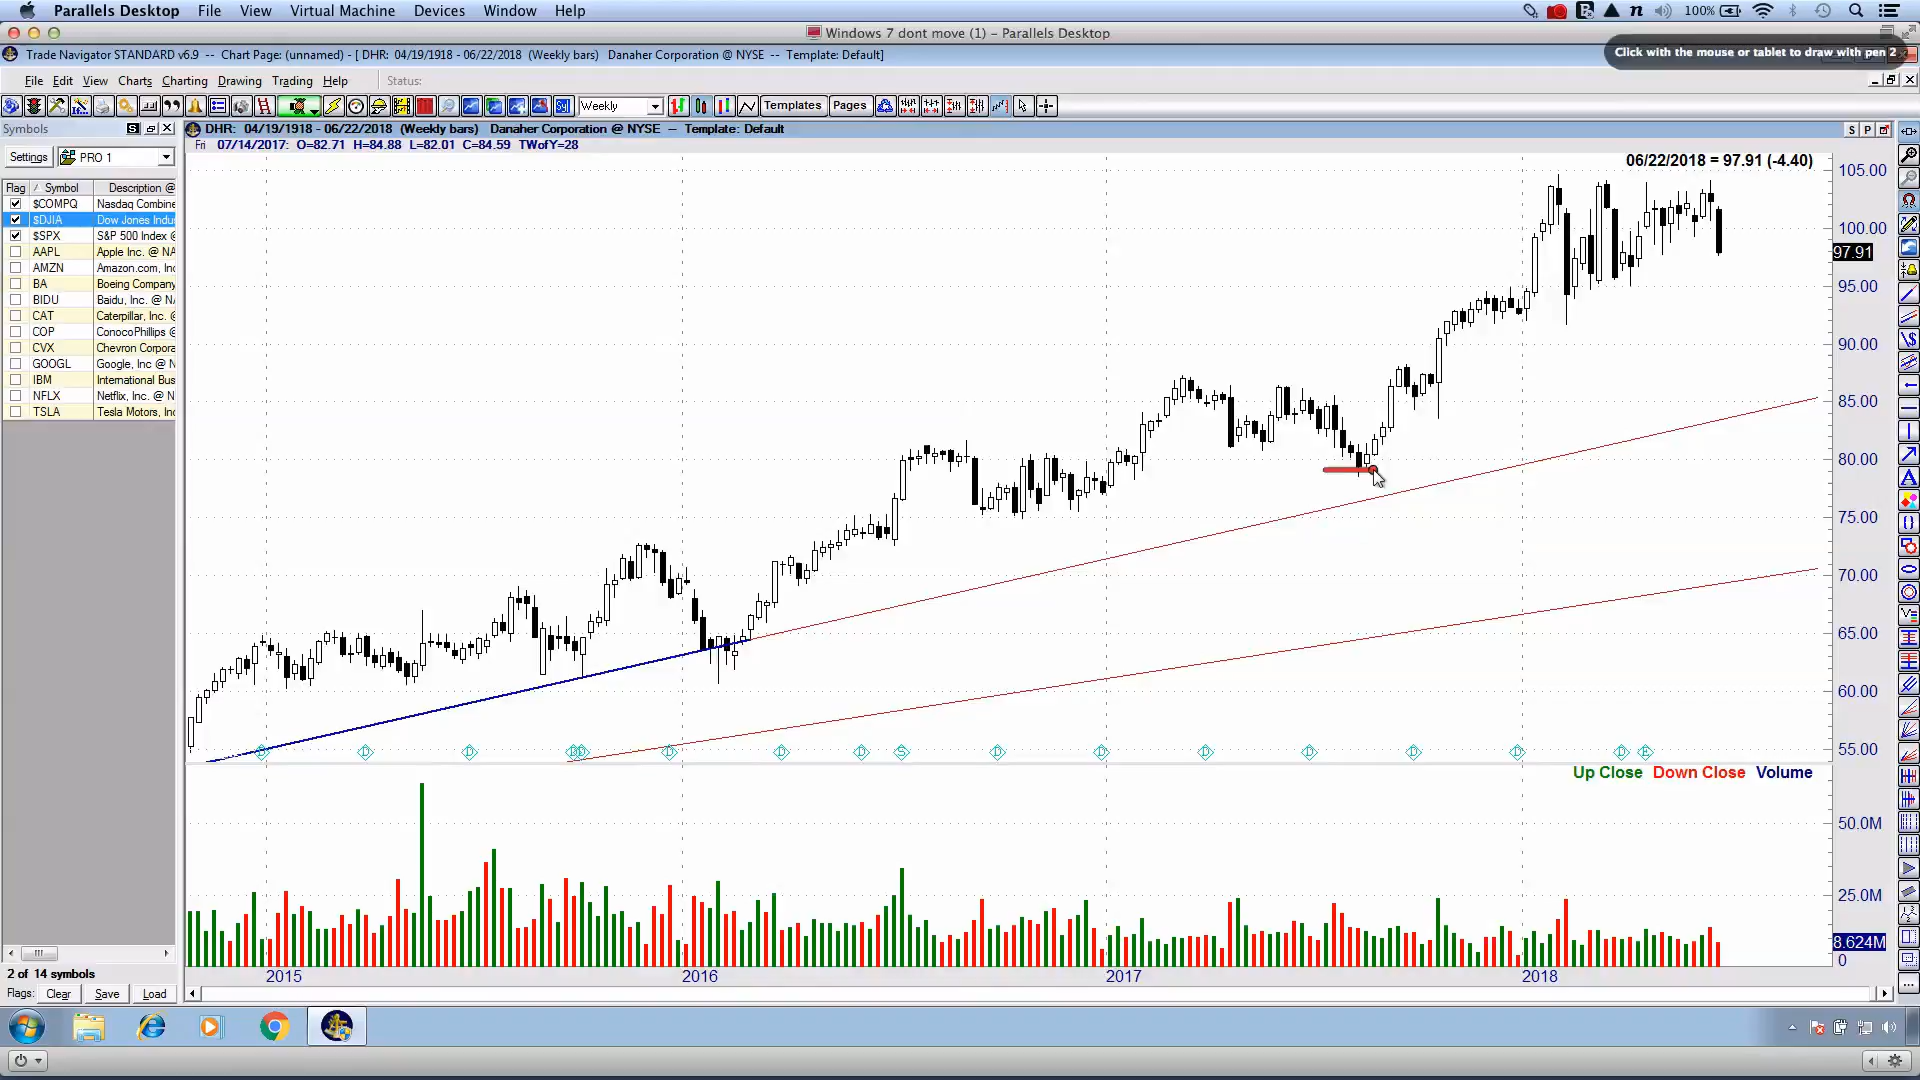 Parallels Desktop File View Virtual Machine Devices Window Help 100%
Windows 7 dont move (1) - Parallels Desktop
Trade Navigator STANDARD v6.9 -- Chart Page: (unnamed) - [ DHR: 04/19/1918 - 06/22/2018 (Weekly bars) Danaher Corporation @ NYSE -- Template: Default]
Click with the mouse or tablet to draw with pen 2
File Edit View Charts Charting Drawing Trading Help Status:
Weekly Templates Pages
Symbols S
DHR: 04/19/1918 - 06/22/2018 (Weekly bars) Danaher Corporation @ NYSE -- Template: Default S P
Fri 07/14/2017: O=82.71 H=84.88 L=82.01 C=84.59 TWofY=28
Settings PRO 1
06/22/2018 = 97.91 (-4.40)
Flag Symbol Description @
$COMPQ Nasdaq Combine
$DJIA Dow Jones Indu
$SPX S&P 500 Index @
AAPL Apple Inc. @ NA
AMZN Amazon.com, Inc
BA Boeing Company
BIDU Baidu, Inc. @ N
CAT Caterpillar, Inc. @
COP ConocoPhillips @
CVX Chevron Corpora
GOOGL Google, Inc @ N
IBM International Bus
NFLX Netflix, Inc. @ N
TSLA Tesla Motors, Inc
105.00
100.00
97.91
95.00
90.00
85.00
80.00
75.00
70.00
65.00
60.00
55.00
D D D D D D D D S D D D D D D D E
Up Close Down Close Volume
50.0M
25.0M
8.624M
0
2015 2016 2017 2018
2 of 14 symbols
Flags: Clear Save Load